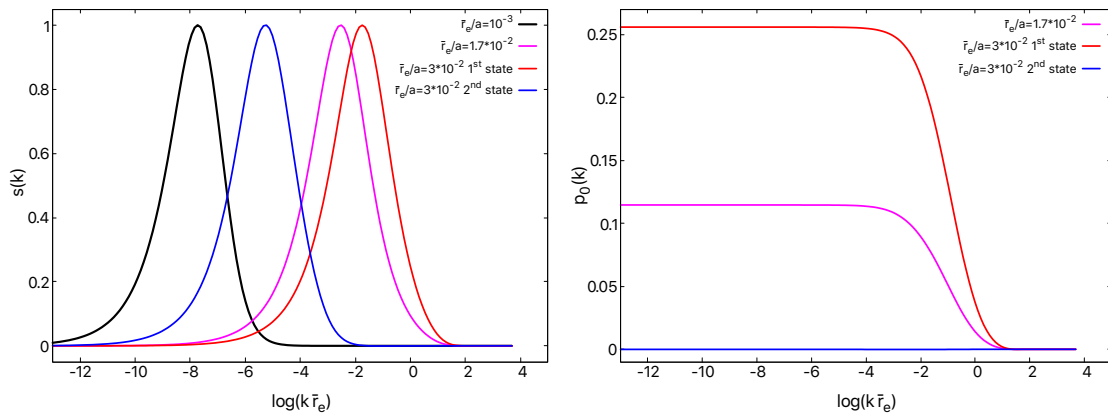 r̄ₑ/a=10⁻³
r̄ₑ/a=1.7*10⁻²
r̄ₑ/a=3*10⁻² 1ˢᵗ state
r̄ₑ/a=3*10⁻² 2ⁿᵈ state
1
0.8
0.6
0.4
0.2
0
s(k)
-12 -10 -8 -6 -4 -2 0 2 4
log(k r̄ₑ)
r̄ₑ/a=1.7*10⁻²
r̄ₑ/a=3*10⁻² 1ˢᵗ state
r̄ₑ/a=3*10⁻² 2ⁿᵈ state
0.25
0.2
0.15
0.1
0.05
0
p₀(k)
-12 -10 -8 -6 -4 -2 0 2 4
log(k r̄ₑ)